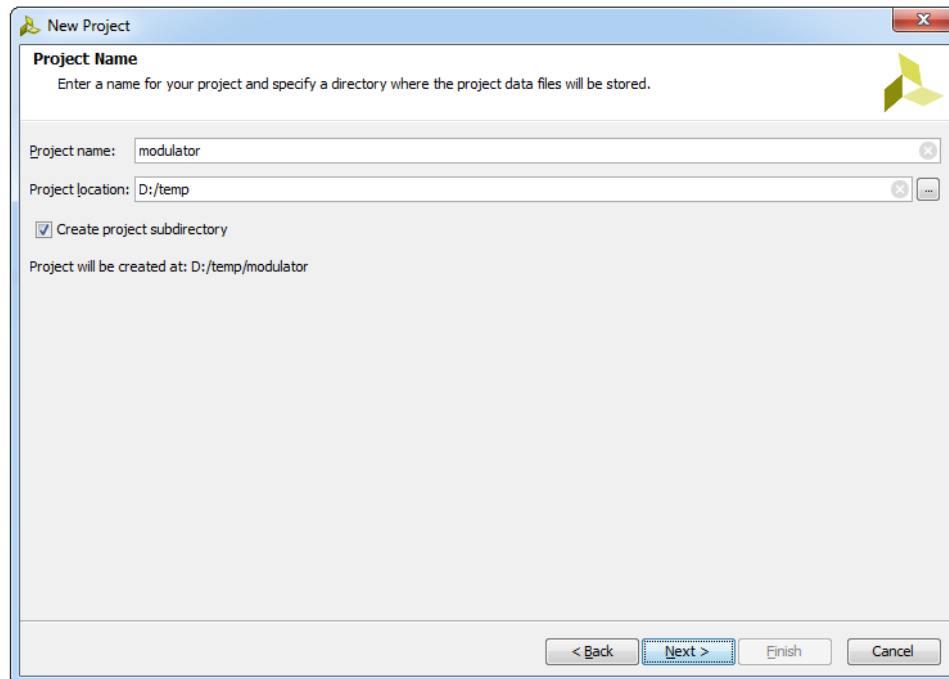 New Project
Project Name
Enter a name for your project and specify a directory where the project data files will be stored.
Project name: modulator
Project location: D:/temp ...
Create project subdirectory
Project will be created at: D:/temp/modulator
< Back Next > Finish Cancel